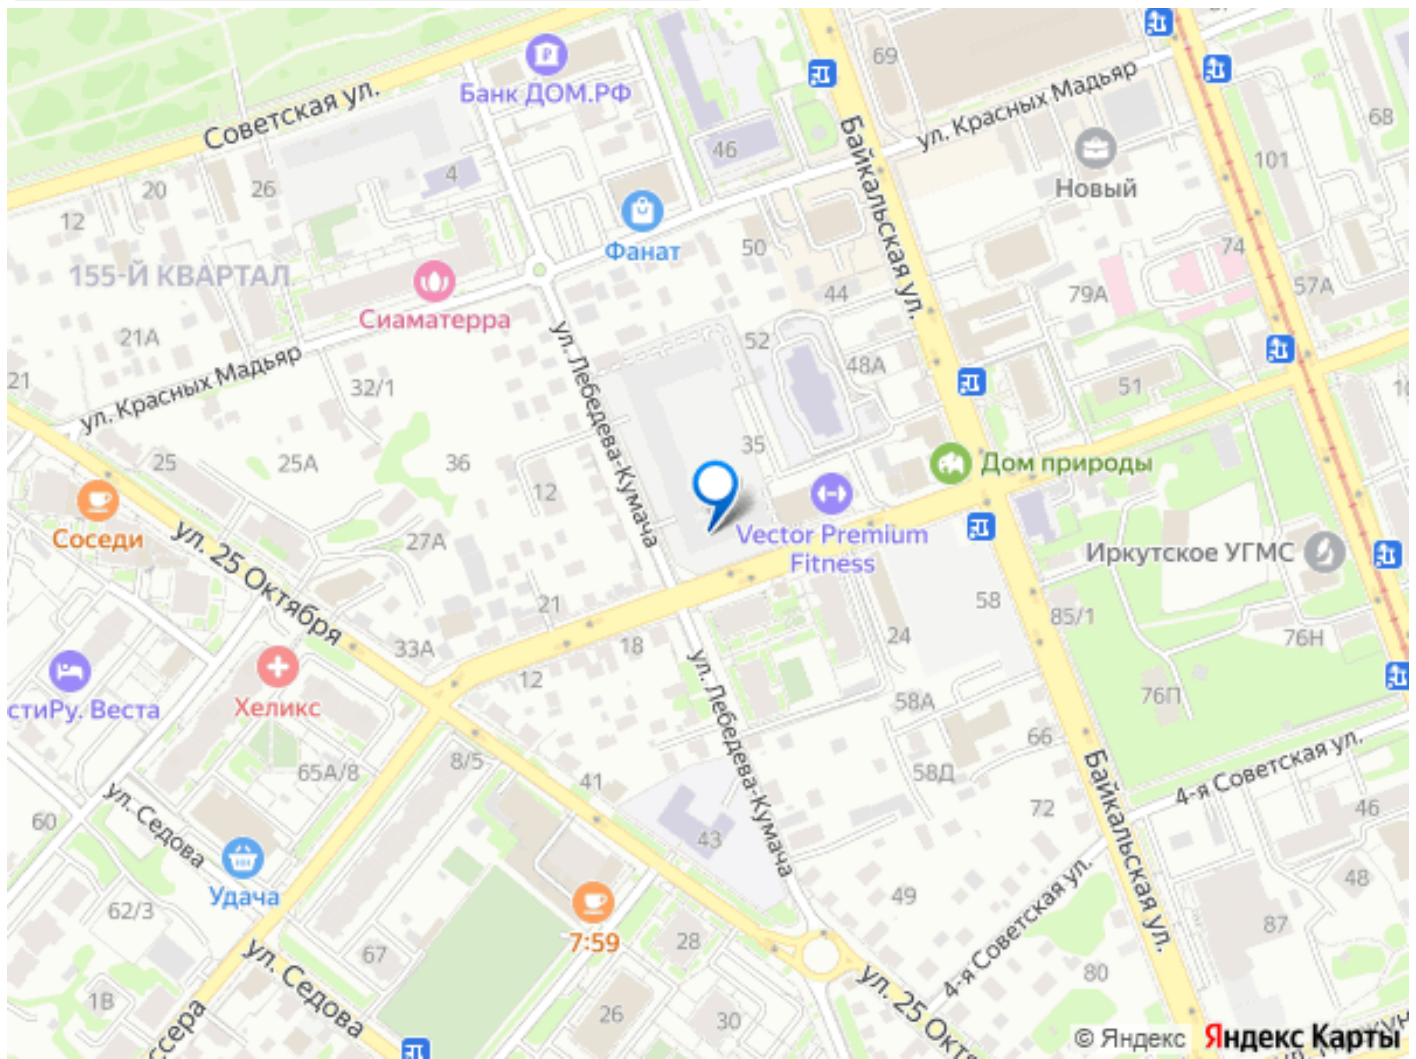 69
Банк ДОМ.РФ
Советская ул.
ул. Красных Мадьяр
Байкальская ул.
68
46
101
4
Новый
20
26
12
Фанат
50
74
155-Й КВАРТАЛ
44
79А
57А
Сиаматерра
21А
52
48А
21
32/1
51
ул. Красных Мадьяр
ул. Лебедева-Кумача
35
25
25А
36
12
Дом природы
Соседи
ул. 25 Октября
27А
Vector Premium
Fitness
Иркутское УГМС
21
58
85/1
33А
18
24
76Н
12
Хеликс
стиРу. Веста
ул. Лебедева-Кумача
58А
76П
66
65А/8
8/5
41
58Д
Байкальская ул.
4-я Советская ул.
72
46
60
ул. Седова
43
Удача
49
4-я Советская ул.
48
62/3
87
7:59
28
67
80
1В
ул. Седова
26
30
ул. 25 Октя
ссера
© Яндекс
Яндекс Карты